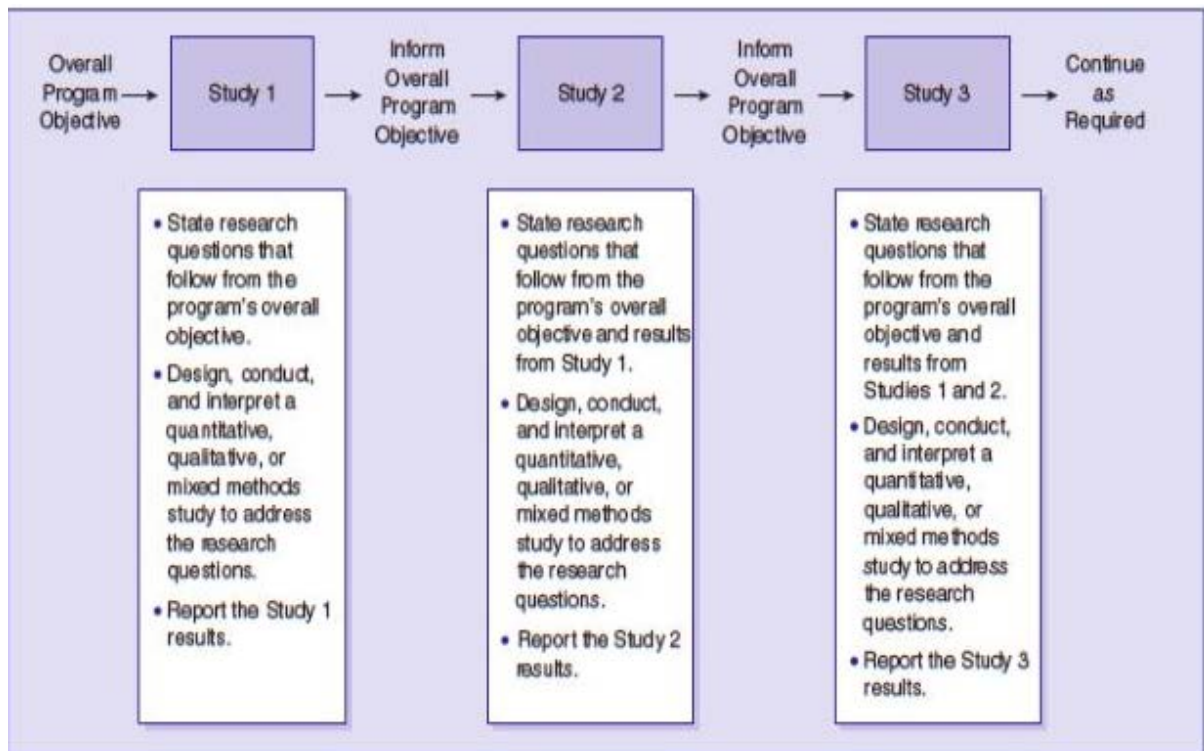 Overall
Program
Objective
Study 1
Inform
Overall
Program
Objective
Study 2
Inform
Overall
Program
Objective
Study 3
Continue
as
Required
• State research
questions that
follow from the
program's overall
objective.
• Design, conduct,
and interpret a
quantitative,
qualitative, or
mixed methods
study to address
the research
questions.
• Report the Study 1
results.
• State research
questions that
follow from the
program's overall
objective and results
from Study 1.
• Design, conduct,
and interpret a
quantitative,
qualitative, or
mixed methods
study to address
the research
questions.
• Report the Study 2
results.
• State research
questions that
follow from the
program's overall
objective and
results from
Studies 1 and 2.
• Design, conduct,
and interpret a
quantitative,
qualitative, or
mixed methods
study to address
the research
questions.
• Report the Study 3
results.